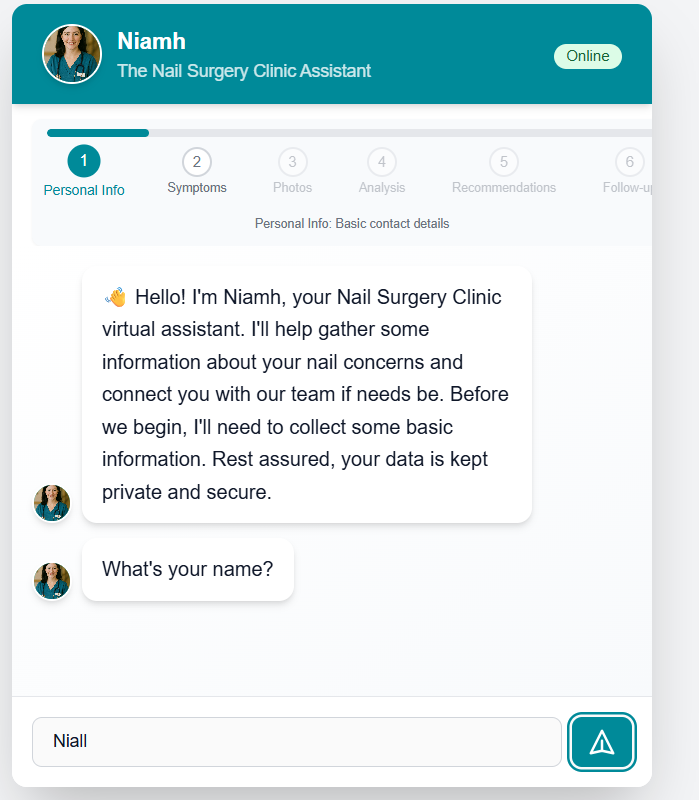 Niamh
The Nail Surgery Clinic Assistant
Online
1 2 3 4 5 6
Personal Info Symptoms Photos Analysis Recommendations Follow-up
Personal Info: Basic contact details
👋 Hello! I'm Niamh, your Nail Surgery Clinic
virtual assistant. I'll help gather some
information about your nail concerns and
connect you with our team if needs be. Before
we begin, I'll need to collect some basic
information. Rest assured, your data is kept
private and secure.
What's your name?
Niall